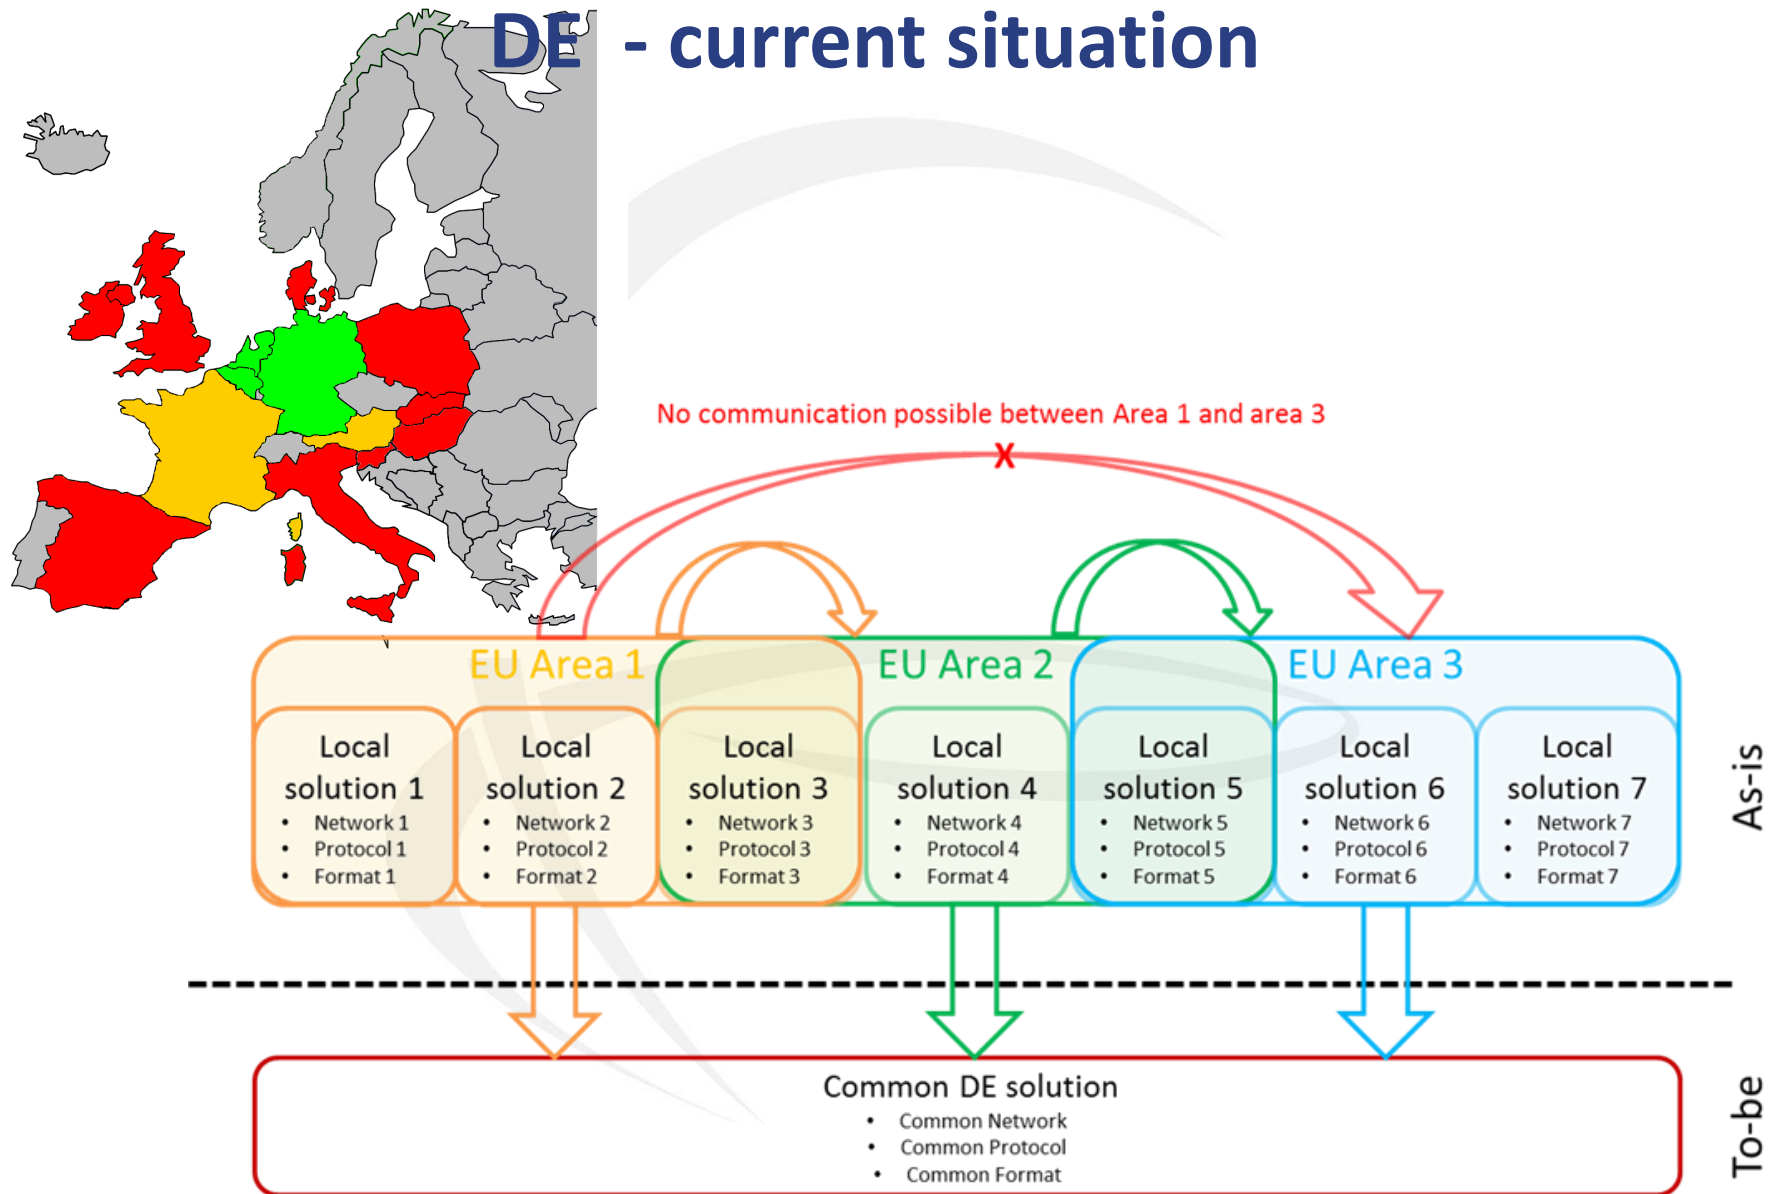 DE - current situation
No communication possible between Area 1 and area 3
X
EU Area 1
EU Area 2
EU Area 3
Local
solution 1
• Network 1
• Protocol 1
• Format 1
Local
solution 2
• Network 2
• Protocol 2
• Format 2
Local
solution 3
• Network 3
• Protocol 3
• Format 3
Local
solution 4
• Network 4
• Protocol 4
• Format 4
Local
solution 5
• Network 5
• Protocol 5
• Format 5
Local
solution 6
• Network 6
• Protocol 6
• Format 6
Local
solution 7
• Network 7
• Protocol 7
• Format 7
As-is
Common DE solution
• Common Network
• Common Protocol
• Common Format
To-be